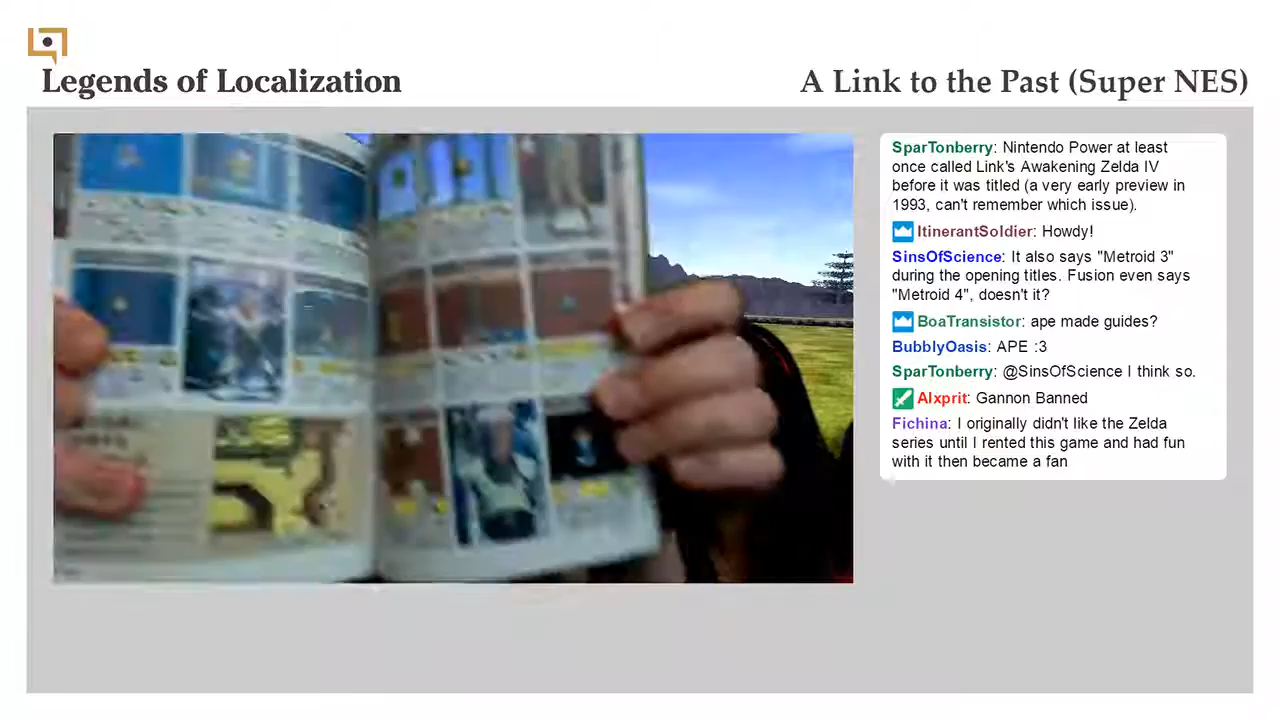 Legends of Localization
A Link to the Past (Super NES)
SparTonberry: Nintendo Power at least
once called Link's Awakening Zelda IV
before it was titled (a very early preview in
1993, can't remember which issue).
ItinerantSoldier: Howdy!
SinsOfScience: It also says "Metroid 3"
during the opening titles. Fusion even says
"Metroid 4", doesn't it?
BoaTransistor: ape made guides?
BubblyOasis: APE :3
SparTonberry: @SinsOfScience I think so.
Alxprit: Gannon Banned
Fichina: I originally didn't like the Zelda
series until I rented this game and had fun
with it then became a fan